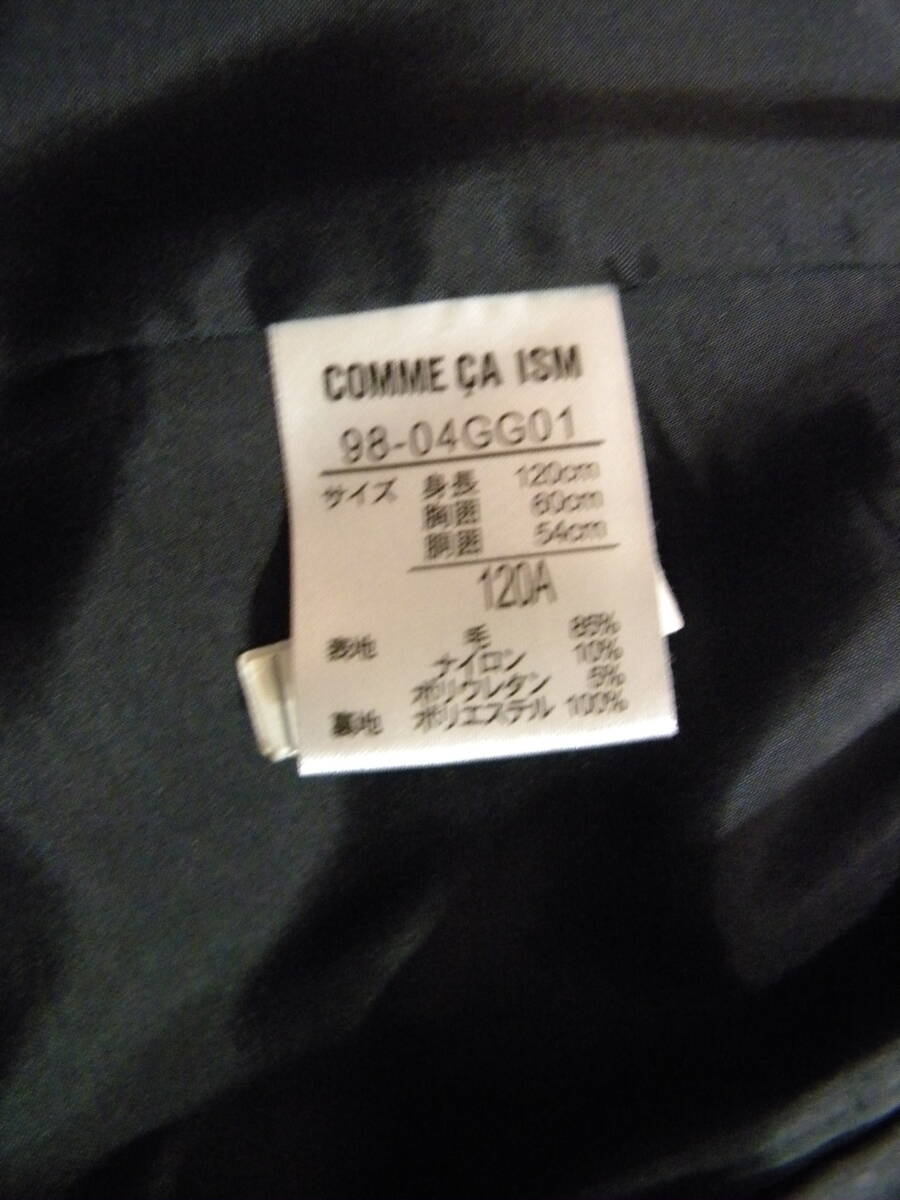 COMME ÇA ISM
98-04GG01
サイズ 身長 120cm
胸囲 60cm
胴囲 54cm
120A
表地 毛 85%
ナイロン 10%
ポリウレタン 5%
裏地 ポリエステル 100%